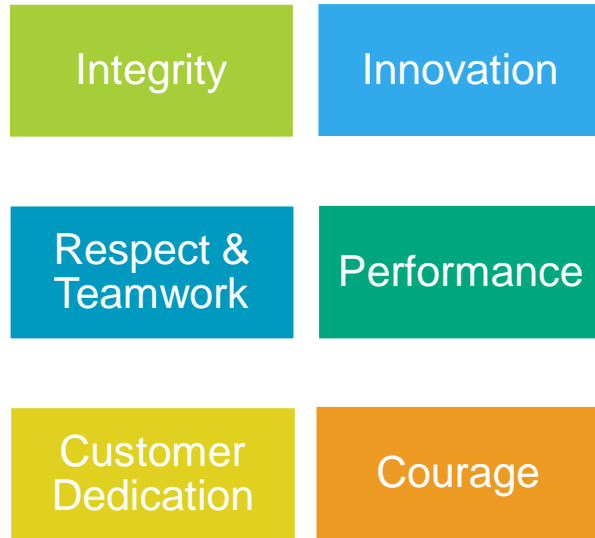 Integrity
Innovation
Respect &
Teamwork
Performance
Customer
Dedication
Courage